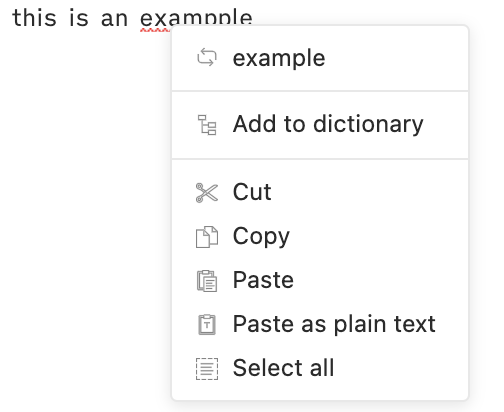 this is an exampple
example
Add to dictionary
Cut
Copy
Paste
Paste as plain text
Select all